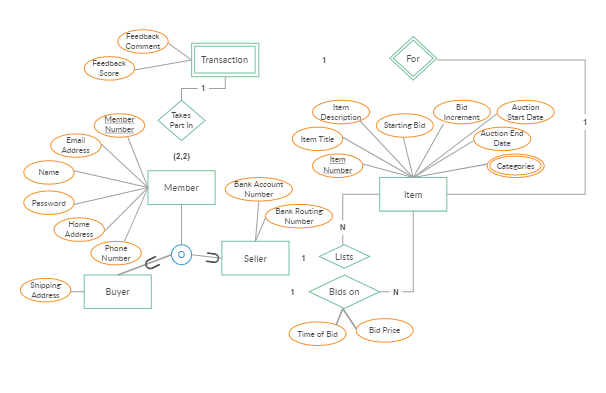 Feedback
Comment
Feedback
Score
Transaction
1
For
1
Takes
Part In
1
(2,2)
Member
Number
Email
Address
Name
Password
Home
Address
Phone
Number
Member
Bank Account
Number
Bank Routing
Number
O
Seller
Buyer
Shipping
Address
Item
Description
Item Title
Item
Number
Starting Bid
Bid
Increment
Auction
Start Date
Auction End
Date
Categories
Item
N
1
Lists
1
Bids on
N
Time of Bid
Bid Price